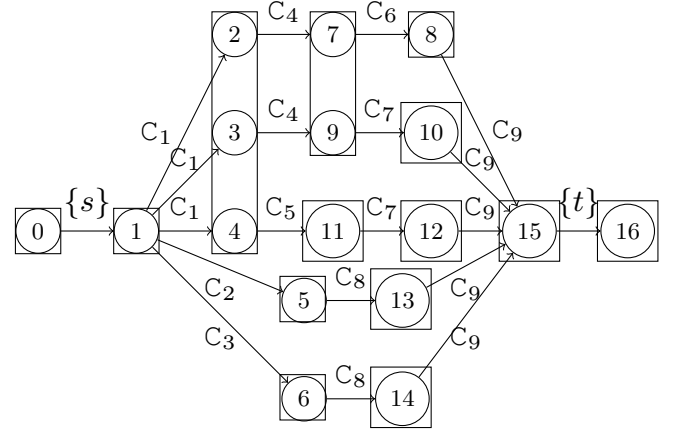 2 C₄ 7 C₆ 8
C₁ 3 C₄ 9 C₇ 10 C₉
C₁ C₉
0 {s} 1 C₁ 4 C₅ 11 C₇ 12 C₉ 15 {t} 16
C₂ 5 C₈ 13 C₉
C₃ C₉
6 C₈ 14